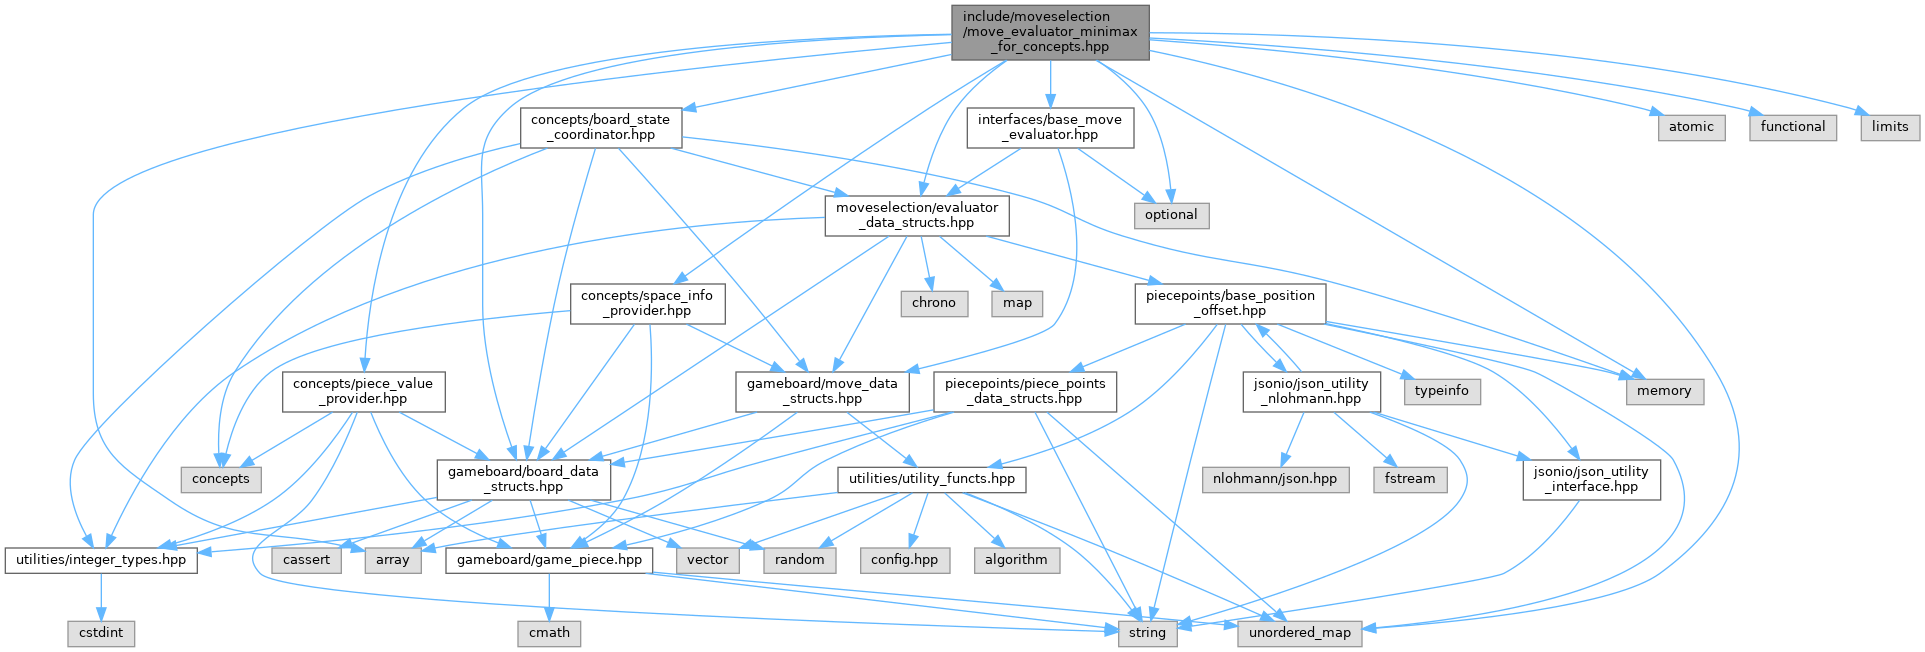 include/moveselection
/move_evaluator_minimax
_for_concepts.hpp
concepts/board_state
_coordinator.hpp
interfaces/base_move
_evaluator.hpp
atomic
functional
limits
moveselection/evaluator
_data_structs.hpp
optional
concepts/space_info
_provider.hpp
chrono
map
piecepoints/base_position
_offset.hpp
concepts/piece_value
_provider.hpp
gameboard/move_data
_structs.hpp
piecepoints/piece_points
_data_structs.hpp
jsonio/json_utility
_nlohmann.hpp
typeinfo
memory
concepts
gameboard/board_data
_structs.hpp
utilities/utility_functs.hpp
nlohmann/json.hpp
fstream
jsonio/json_utility
_interface.hpp
utilities/integer_types.hpp
cassert
array
gameboard/game_piece.hpp
vector
random
config.hpp
algorithm
cstdint
cmath
string
unordered_map